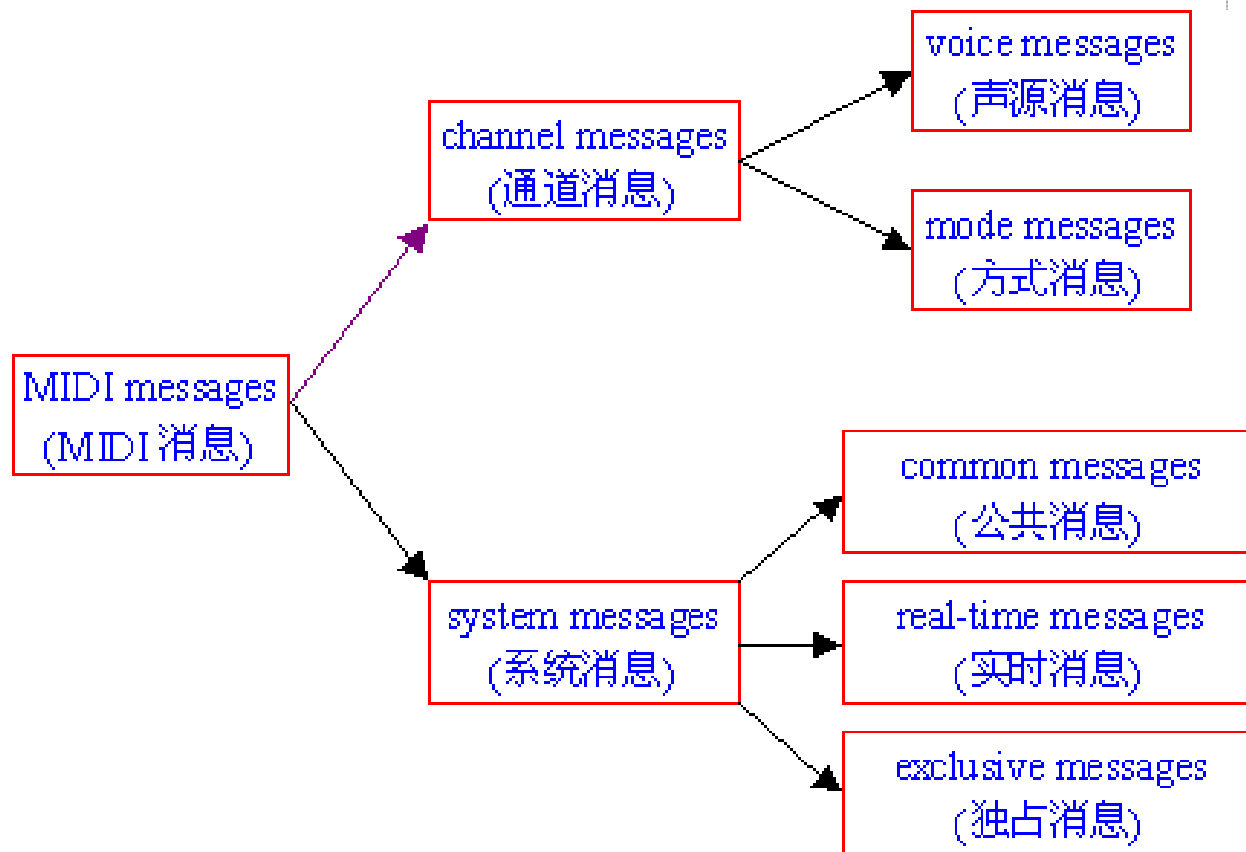 voice messages
(声源消息)
channel messages
(通道消息)
mode messages
(方式消息)
MIDI messages
(MIDI 消息)
common messages
(公共消息)
system messages
(系统消息)
real-time messages
(实时消息)
exclusive messages
(独占消息)